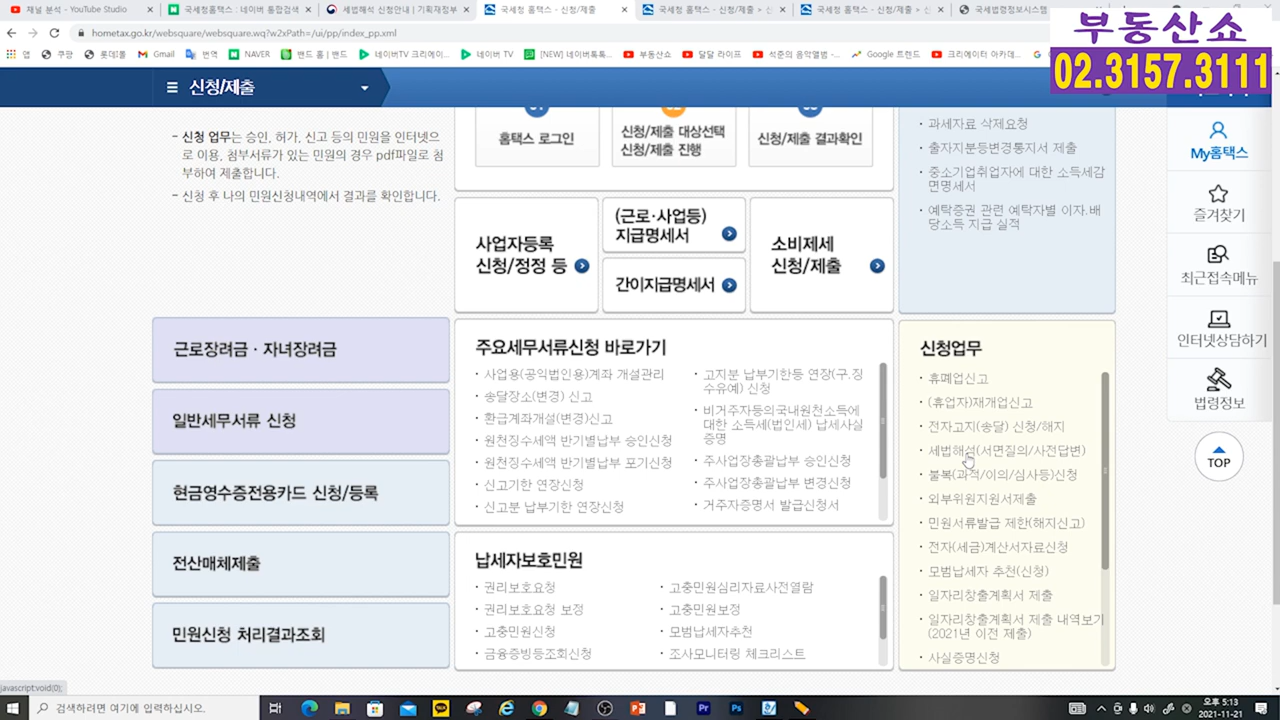 채널 분석 - YouTube Studio
국세청홈택스 : 네이버 통합검색
세법해석 신청안내 | 기획재정부
국세청 홈택스 - 신청/제출
국세청 홈택스 - 신청/제출 > 신
국세청 홈택스 - 신청/제출 > 신
국세법령정보시스템
부동산쇼
02.3157.3111
hometax.go.kr/websquare/websquare.wq?w2xPath=/ui/pp/index_pp.xml
앱
쿠팡
롯데몰
Gmail
번역
NAVER
밴드 홈 | 밴드
네이버TV 크리에이...
네이버 TV
[NEW] 네이버톡톡...
부동산쇼
달달 라이프
석준의 음악앨범 -...
Google 트렌드
크리에이터 아카데...
신청/제출
- 신청 업무는 승인, 허가, 신고 등의 민원을 인터넷으
로 이용, 첨부서류가 있는 민원의 경우 pdf파일로 첨
부하여 제출합니다.
- 신청 후 나의 민원신청내역에서 결과를 확인합니다.
01
홈택스 로그인
02
신청/제출 대상선택
신청/제출 진행
03
신청/제출 결과확인
· 과세자료 삭제요청
· 출자지분등변경통지서 제출
· 중소기업취업자에 대한 소득세감
면명세서
· 예탁증권 관련 예탁자별 이자.배
당소득 지급 실적
My홈택스
즐겨찾기
최근접속메뉴
인터넷상담하기
법령정보
TOP
사업자등록
신청/정정 등
(근로·사업등)
지급명세서
간이지급명세서
소비제세
신청/제출
근로장려금 · 자녀장려금
일반세무서류 신청
현금영수증전용카드 신청/등록
전산매체제출
민원신청 처리결과조회
주요세무서류신청 바로가기
· 사업용(공익법인용)계좌 개설관리
· 송달장소(변경) 신고
· 환급계좌개설(변경)신고
· 원천징수세액 반기별납부 승인신청
· 원천징수세액 반기별납부 포기신청
· 신고기한 연장신청
· 신고분 납부기한 연장신청
· 고지분 납부기한등 연장(구.징
수유예) 신청
· 비거주자등의국내원천소득에
대한 소득세(법인세) 납세사실
증명
· 주사업장총괄납부 승인신청
· 주사업장총괄납부 변경신청
· 거주자증명서 발급신청서
납세자보호민원
· 권리보호요청
· 권리보호요청 보정
· 고충민원신청
· 금융증빙등조회신청
· 고충민원심리자료사전열람
· 고충민원보정
· 모범납세자추천
· 조사모니터링 체크리스트
신청업무
· 휴폐업신고
· (휴업자)재개업신고
· 전자고지(송달) 신청/해지
· 세법해석(서면질의/사전답변)
· 불복(과적/이의/심사등)신청
· 외부위원지원서제출
· 민원서류발급 제한(해지신고)
· 전자(세금)계산서자료신청
· 모범납세자 추천(신청)
· 일자리창출계획서 제출
· 일자리창출계획서 제출 내역보기
(2021년 이전 제출)
· 사실증명신청
javascript:void(0);
검색하려면 여기에 입력하십시오.
오후 5:13
2021-11-21